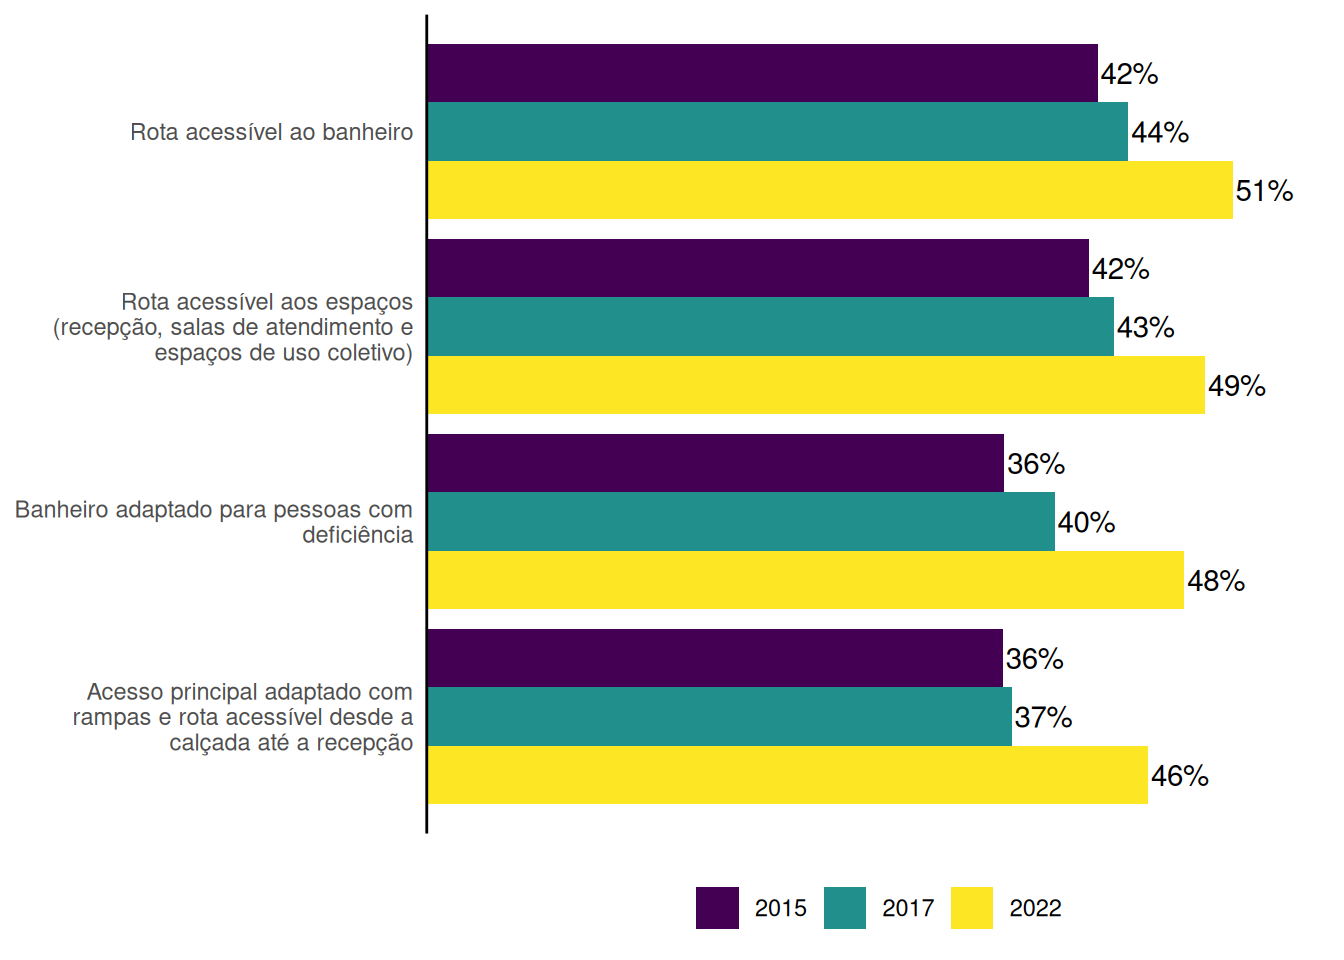 42%
Rota acessível ao banheiro
44%
51%
42%
Rota acessível aos espaços
(recepção, salas de atendimento e
espaços de uso coletivo)
43%
49%
36%
Banheiro adaptado para pessoas com
deficiência
40%
48%
36%
Acesso principal adaptado com
rampas e rota acessível desde a
calçada até a recepção
37%
46%
2015
2017
2022